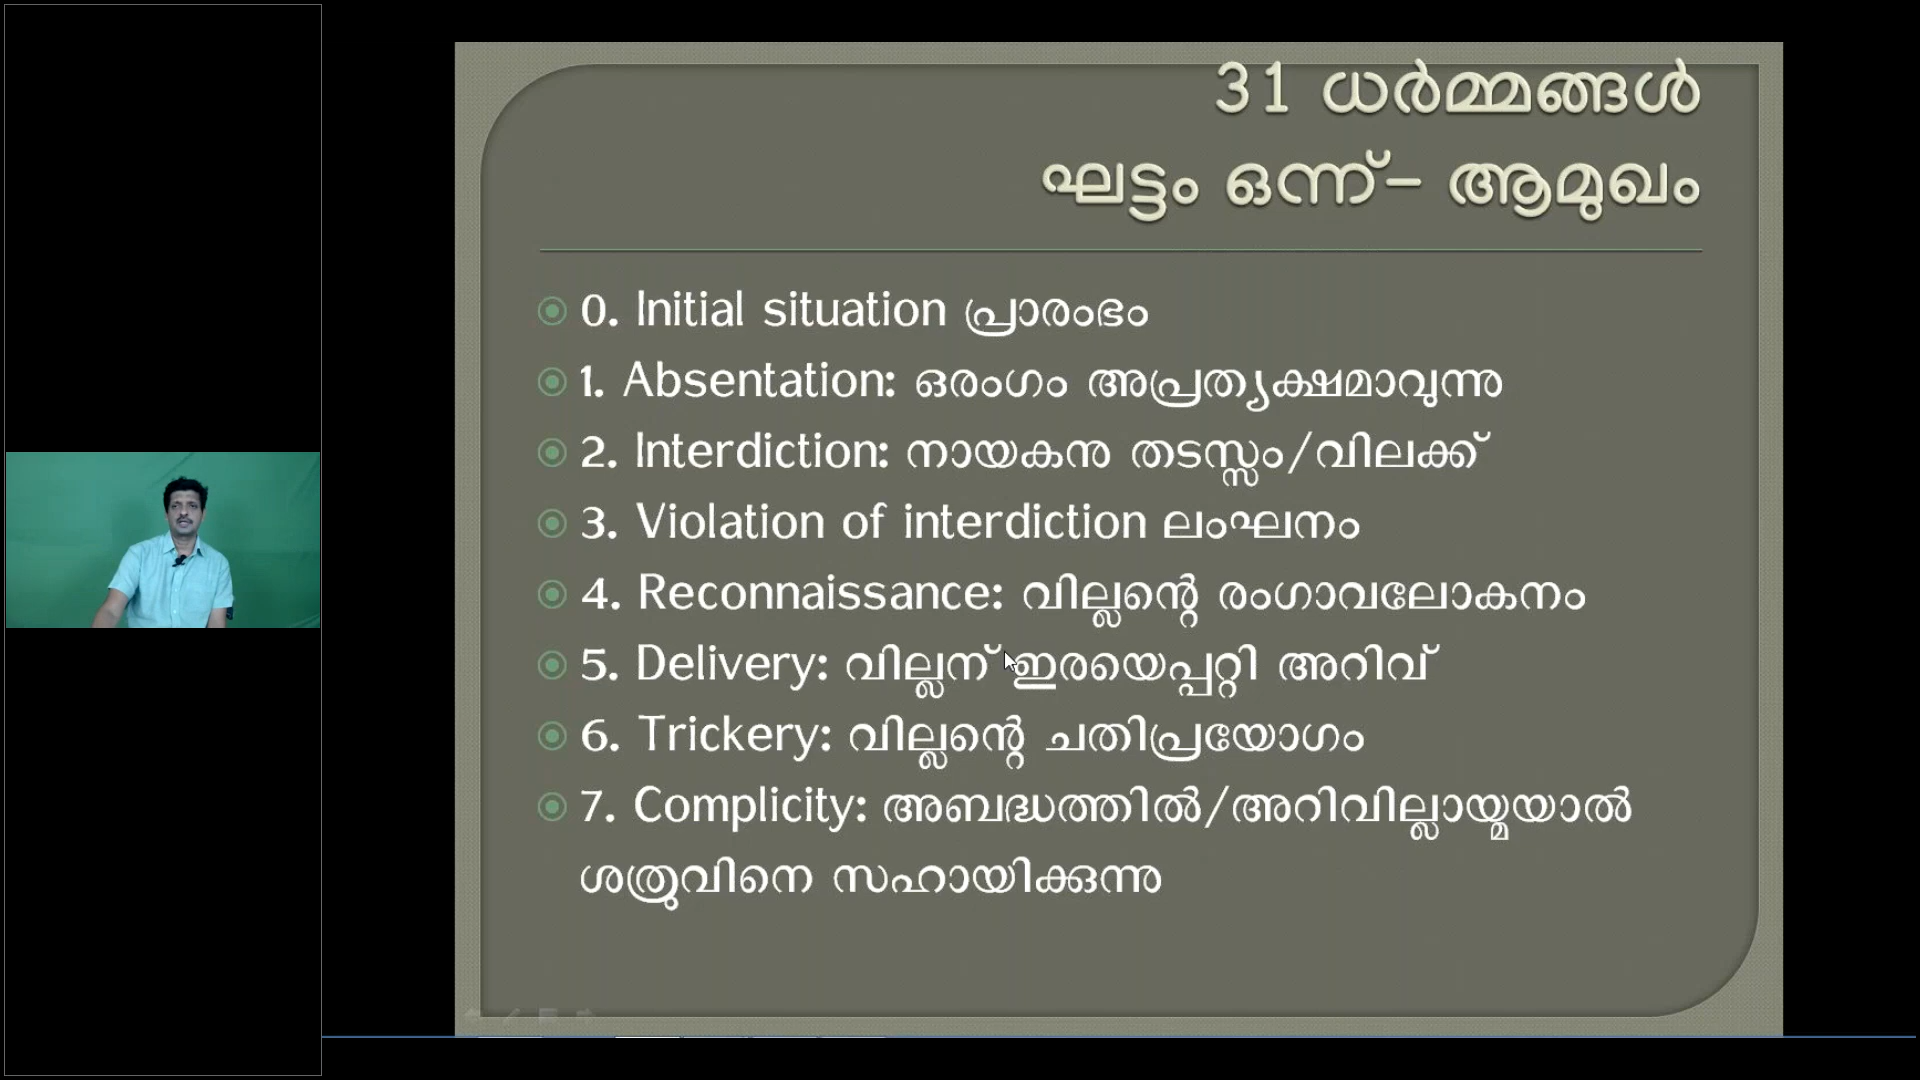 31 ധർമ്മങ്ങൾ
ഘട്ടം ഒന്ന്- ആമുഖം
0. Initial situation പ്രാരംഭം
1. Absentation: ഒരംഗം അപ്രത്യക്ഷമാവുന്നു
2. Interdiction: നായകനു തടസ്സം/വിലക്ക്
3. Violation of interdiction ലംഘനം
4. Reconnaissance: വില്ലന്റെ രംഗാവലോകനം
5. Delivery: വില്ലന് ഇരയെപ്പറ്റി അറിവ്
6. Trickery: വില്ലന്റെ ചതിപ്രയോഗം
7. Complicity: അബദ്ധത്തിൽ/അറിവില്ലായ്മയാൽ
ശത്രുവിനെ സഹായിക്കുന്നു